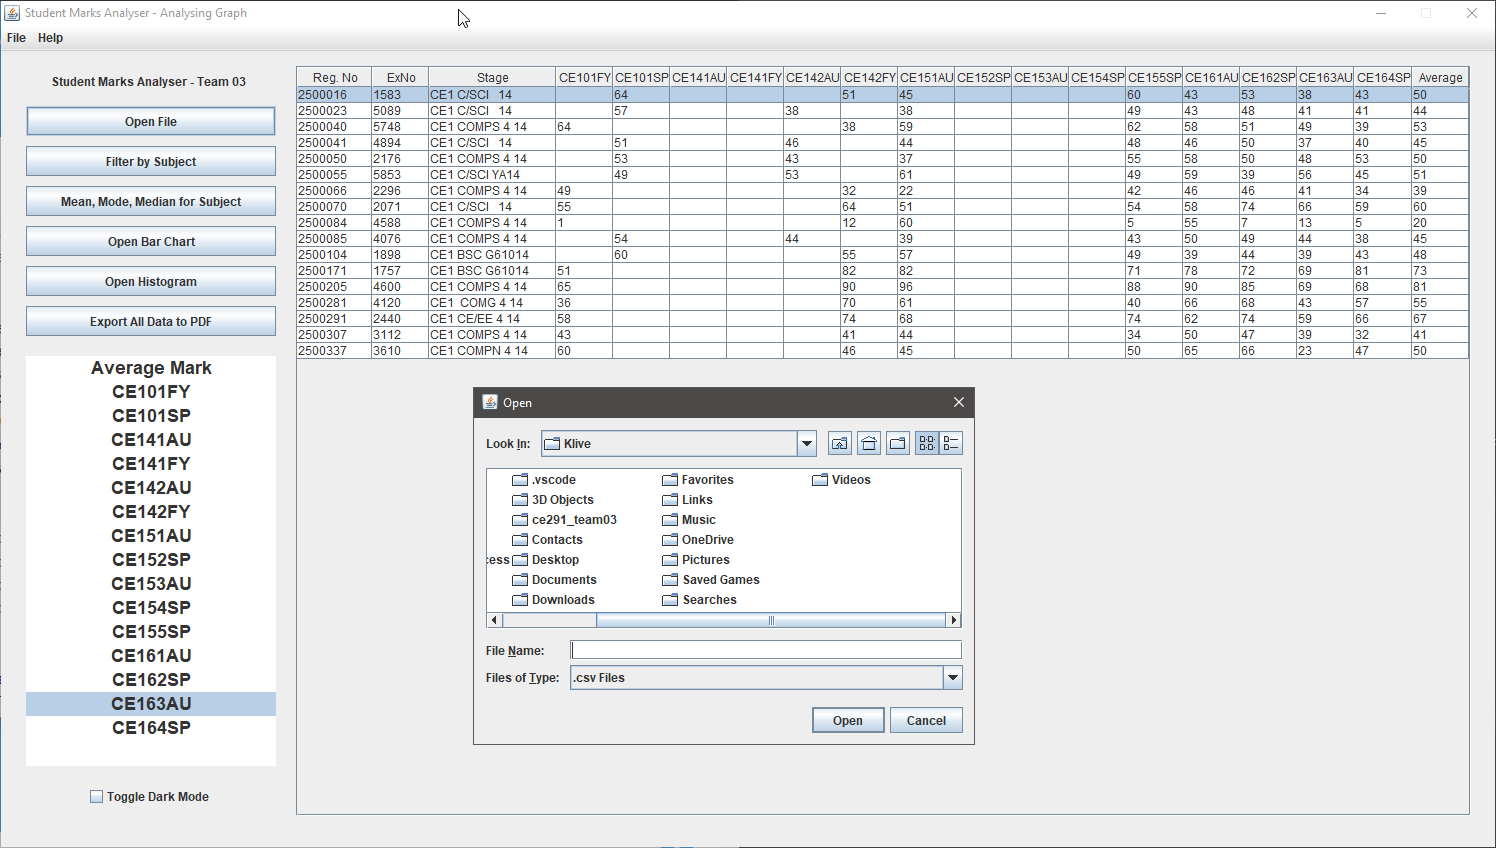 Student Marks Analyser - Analysing Graph
File Help
Student Marks Analyser - Team 03
Open File
Filter by Subject
Mean, Mode, Median for Subject
Open Bar Chart
Open Histogram
Export All Data to PDF
Average Mark
CE101FY
CE101SP
CE141AU
CE141FY
CE142AU
CE142FY
CE151AU
CE152SP
CE153AU
CE154SP
CE155SP
CE161AU
CE162SP
CE163AU
CE164SP
Toggle Dark Mode
Reg. No ExNo Stage CE101FY CE101SP CE141AU CE141FY CE142AU CE142FY CE151AU CE152SP CE153AU CE154SP CE155SP CE161AU CE162SP CE163AU CE164SP Average
2500016 1583 CE1 C/SCI 14 64 51 45 60 43 53 38 43 50
2500023 5089 CE1 C/SCI 14 57 38 38 49 43 48 41 41 44
2500040 5748 CE1 COMPS 4 14 64 38 59 62 58 51 49 39 53
2500041 4894 CE1 C/SCI 14 51 46 44 48 46 50 37 40 45
2500050 2176 CE1 COMPS 4 14 53 43 37 55 58 50 48 53 50
2500055 5853 CE1 C/SCI YA14 49 53 61 49 59 39 56 45 51
2500066 2296 CE1 COMPS 4 14 49 32 22 42 46 46 41 34 39
2500070 2071 CE1 C/SCI 14 55 64 51 54 58 74 66 59 60
2500084 4588 CE1 COMPS 4 14 1 12 60 5 55 7 13 5 20
2500085 4076 CE1 COMPS 4 14 54 44 39 43 50 49 44 38 45
2500104 1898 CE1 BSC G61014 60 55 57 49 39 44 39 43 48
2500171 1757 CE1 BSC G61014 51 82 82 71 78 72 69 81 73
2500205 4600 CE1 COMPS 4 14 65 90 96 88 90 85 69 68 81
2500281 4120 CE1 COMG 4 14 36 70 61 40 66 68 43 57 55
2500291 2440 CE1 CE/EE 4 14 58 74 68 74 62 74 59 66 67
2500307 3112 CE1 COMPS 4 14 43 41 44 34 50 47 39 32 41
2500337 3610 CE1 COMPN 4 14 60 46 45 50 65 66 23 47 50
Open
Look In: Klive
.vscode Favorites Videos
3D Objects Links
ce291_team03 Music
Contacts OneDrive
cess Desktop Pictures
Documents Saved Games
Downloads Searches
File Name:
Files of Type: .csv Files
Open Cancel